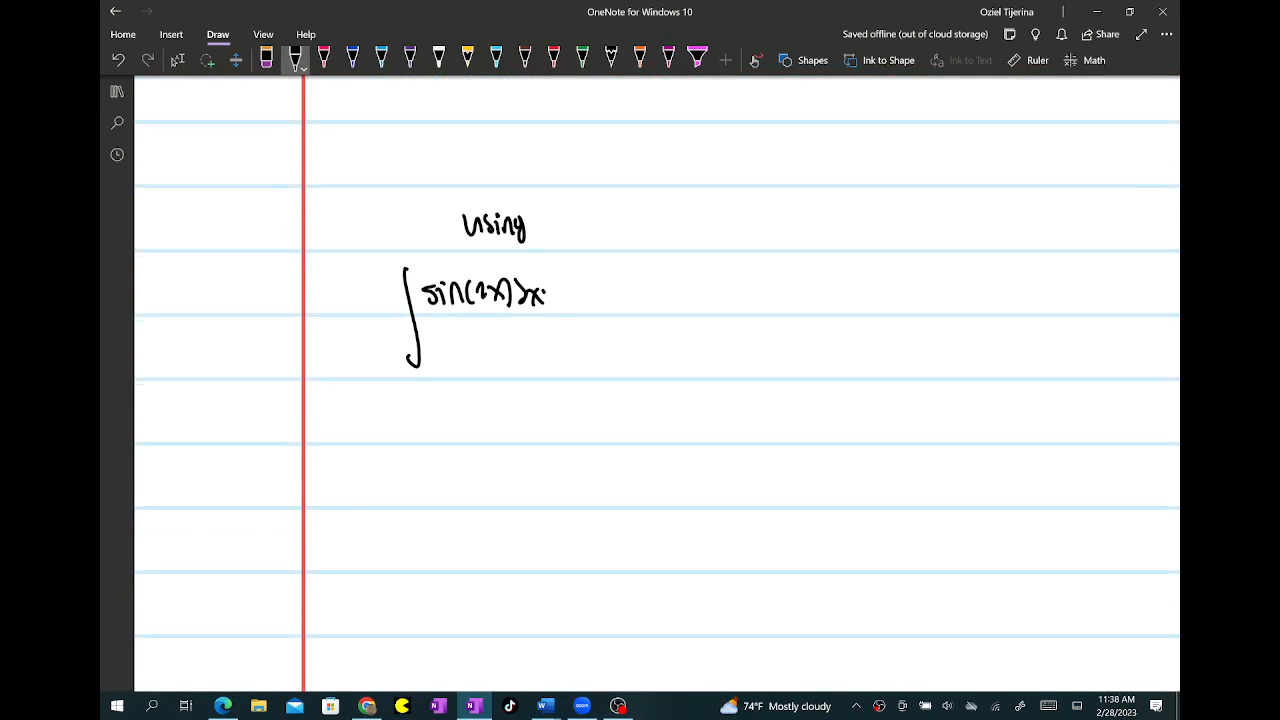 OneNote for Windows 10
Oziel Tijerina
Home Insert Draw View Help
Saved offline (out of cloud storage) Share
Shapes Ink to Shape Ink to Text Ruler Math
using
∫ sin(2x) dx
74°F Mostly cloudy
11:38 AM
2/28/2023
zoom